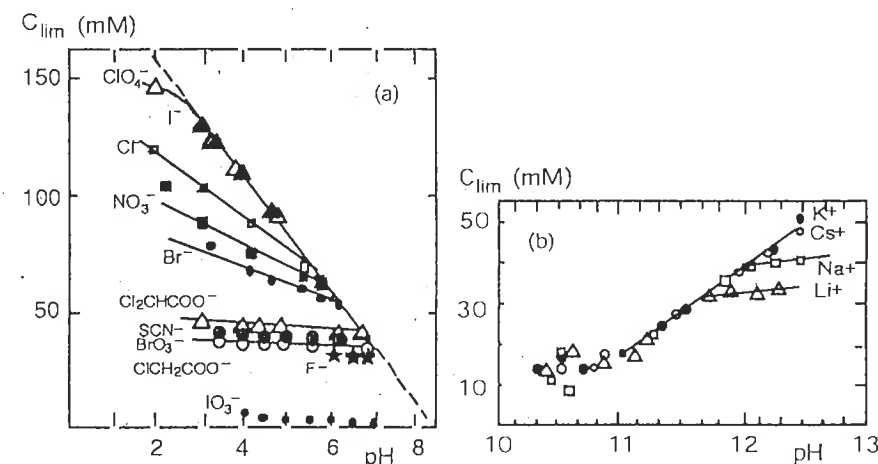 C_lim (mM)
150
100
50
2 4 6 8
pH
(a)
ClO₄⁻
I⁻
Cl⁻
NO₃⁻
Br⁻
Cl₂CHCOO⁻
SCN⁻
BrO₃⁻
ClCH₂COO⁻
F⁻
IO₃⁻
C_lim (mM)
50
30
10
10 11 12 13
pH
(b)
K+
Cs+
Na+
Li+